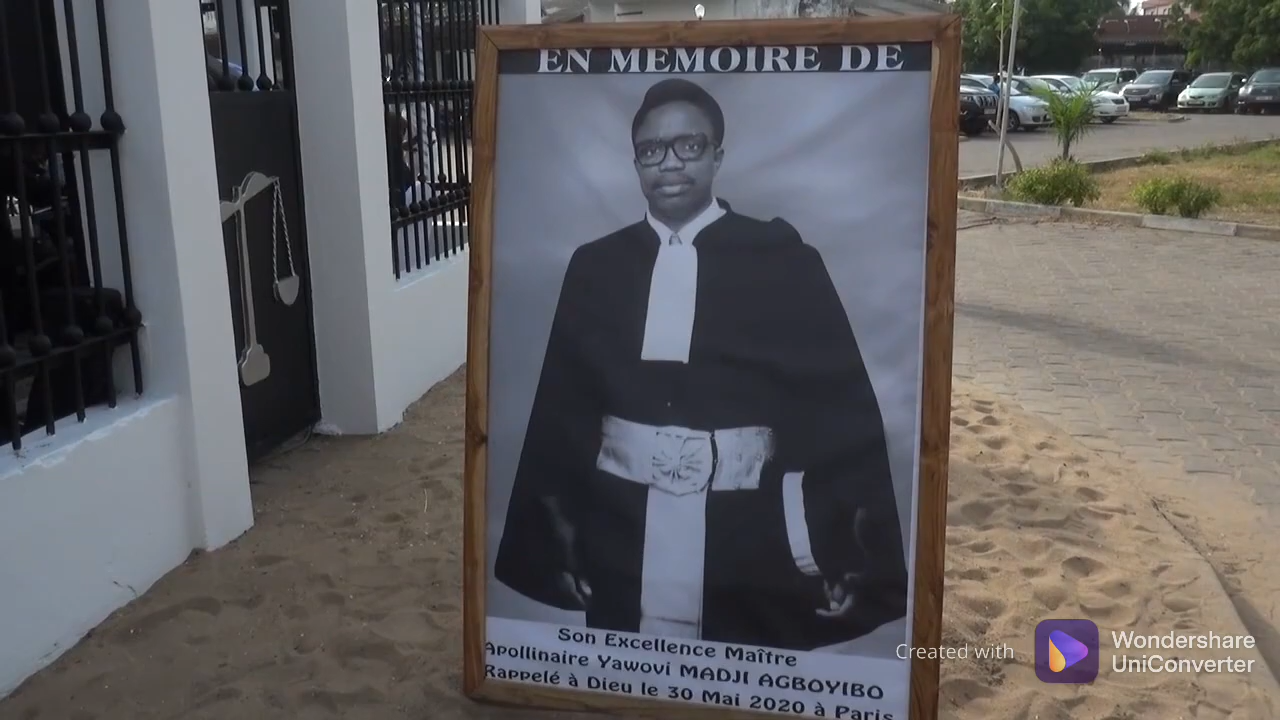 EN MEMOIRE DE
Son Excellence Maître
Apollinaire Yawovi MADJI AGBOYIBO
Rappelé à Dieu le 30 Mai 2020 à Paris
Created with
Wondershare
UniConverter